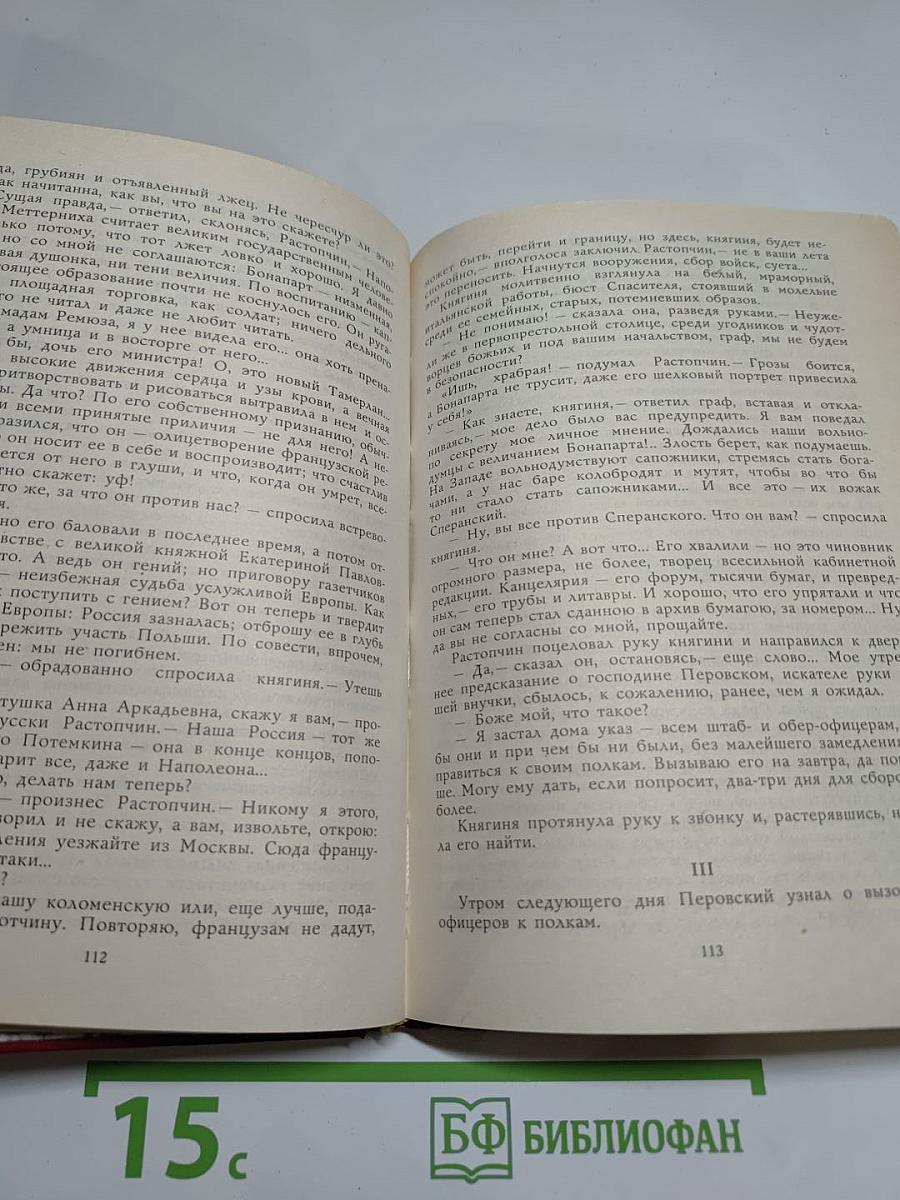 да, грубиян и отъявленный лжец. Не чересчур ли это?
ак начитанна, как вы, что вы на это скажете?
Сущая правда,— ответил, склонясь, Растопчин,— Напо-
Меттерниха считает великим государственным челове-
ько потому, что тот лжет ловко и хорошо. Я давно
но со мной не соглашаются: Бонапарт — низменная,
вая душонка, ни тени величия. По воспитанию — кап-
тоящее образование почти не коснулось его. Он руга-
площадная торговка, как солдат; ничего дельного
го не читал и даже не любит читать.
мадам Ремюза, я у нее видела его... она хоть прена-
а умница и в восторге от него...
бы, дочь его министра! О, это новый Тамерлан...
высокие движения сердца и узы крови, а вечная
ритворствовать и рисоваться вытравила в нем и ос-
ы. Да что? По его собственному признанию, обыч-
и всеми принятые приличия — не для него! А не-
разился, что он — олицетворение французской ре-
о он носит ее в себе и воспроизводит; что счастлив
ется от него в глуши, и что, когда он умрет, все-
тно скажет: уф!
то же, за что он против нас? — спросила встрево-
я.
но его баловали в последнее время, а потом от-
встве с великой княжной Екатериной Павлов-
то. А ведь он гений; но приговору газетчиков
— неизбежная судьба услужливой Европы. Как
к поступить с гением? Вот он теперь и твердит
Европы: Россия зазналась; отброшу ее в глубь
режить участь Польши. По совести, впрочем,
ен: мы не погибнем.
— обрадованно спросила княгиня.— Утешь
тушка Анна Аркадьевна, скажу я вам,— про-
усски Растопчин.— Наша Россия — тот же
о Потемкина — она в конце концов, попо-
арит все, даже и Наполеона...
о, делать нам теперь?
— произнес Растопчин.— Никому я этого,
ворил и не скажу, а вам, извольте, открою:
ления уезжайте из Москвы. Сюда францу-
таки...
?
ашу коломенскую или, еще лучше, пода-
отчину. Повторяю, французам не дадут,
112
может быть, перейти и границу, но здесь, княгиня, будет не-
спокойно,— вполголоса заключил Растопчин,— не в ваши лета
это переносить. Начнутся вооружения, сбор войск, суета...
Княгиня молитвенно взглянула на белый, мраморный,
итальянской работы, бюст Спасителя, стоявший в молельне
среди ее семейных, старых, потемневших образов.
— Не понимаю! — сказала она, разведя руками.— Неуже-
ли же в первопрестольной столице, среди угодников и чудот-
ворцев божьих и под вашим начальством, граф, мы не будем
в безопасности?
«Ишь, храбрая! — подумал Растопчин.— Грозы боится,
а Бонапарта не трусит, даже его шелковый портрет привесила
у себя!»
— Как знаете, княгиня,— ответил граф, вставая и откла-
ниваясь,— мое дело было вас предупредить. Я вам поведал
по секрету мое личное мнение. Дождались наши вольно-
думцы с величанием Бонапарта!.. Злость берет, как подумаешь.
На Западе вольнодумствуют сапожники, стремясь стать бога-
чами, а у нас баре колобродят и мутят, чтобы во что бы
то ни стало стать сапожниками... И все это — их вожак
Сперанский.
— Ну, вы все против Сперанского. Что он вам? — спросила
княгиня.
— Что он мне? А вот что... Его хвалили — но это чиновник
огромного размера, не более, творец всесильной кабинетной
редакции. Канцелярия — его форум, тысячи бумаг, и превред-
ных,— его трубы и литавры. И хорошо, что его упрятали и что
он сам теперь стал сданною в архив бумагою, за номером... Ну
да вы не согласны со мной, прощайте.
Растопчин поцеловал руку княгини и направился к двер
— Да,— сказал он, остановясь,— еще слово... Мое утре
нее предсказание о господине Перовском, искателе руки
шей внучки, сбылось, к сожалению, ранее, чем я ожидал.
— Боже мой, что такое?
— Я застал дома указ — всем штаб- и обер-офицерам,
бы они и при чем бы ни были, без малейшего замедления
правиться к своим полкам. Вызываю его на завтра, да по
ше. Могу ему дать, если попросит, два-три дня для сборо
более.
Княгиня протянула руку к звонку и, растерявшись, н
ла его найти.
III
Утром следующего дня Перовский узнал о вызо
офицеров к полкам.
113
15 с
БФ БИБЛИОФАН